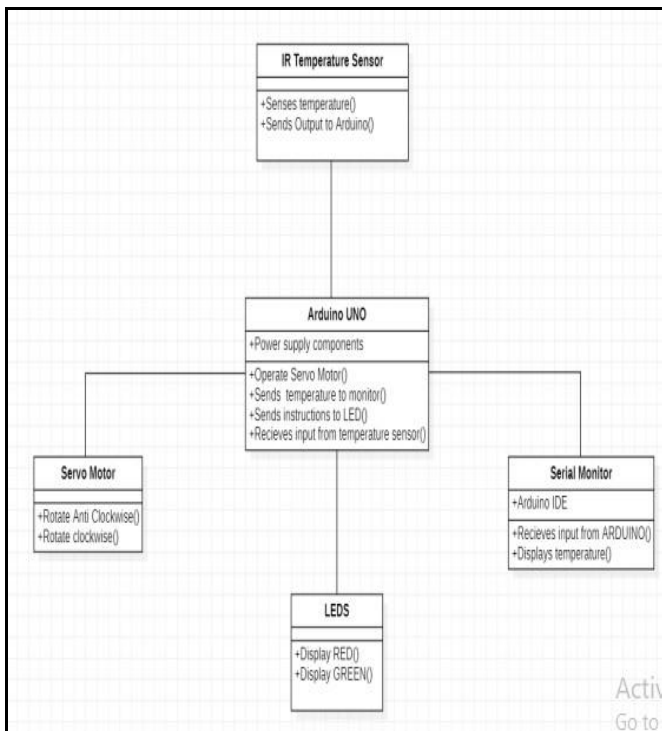 IR Temperature Sensor
+Senses temperature()
+Sends Output to Arduino()
Arduino UNO
+Power supply components
+Operate Servo Motor()
+Sends temperature to monitor()
+Sends instructions to LED()
+Recieves input from temperature sensor()
Servo Motor
+Rotate Anti Clockwise()
+Rotate clockwise()
Serial Monitor
+Arduino IDE
+Recieves input from ARDUINO()
+Displays temperature()
LEDS
+Display RED()
+Display GREEN()
Activ
Go to